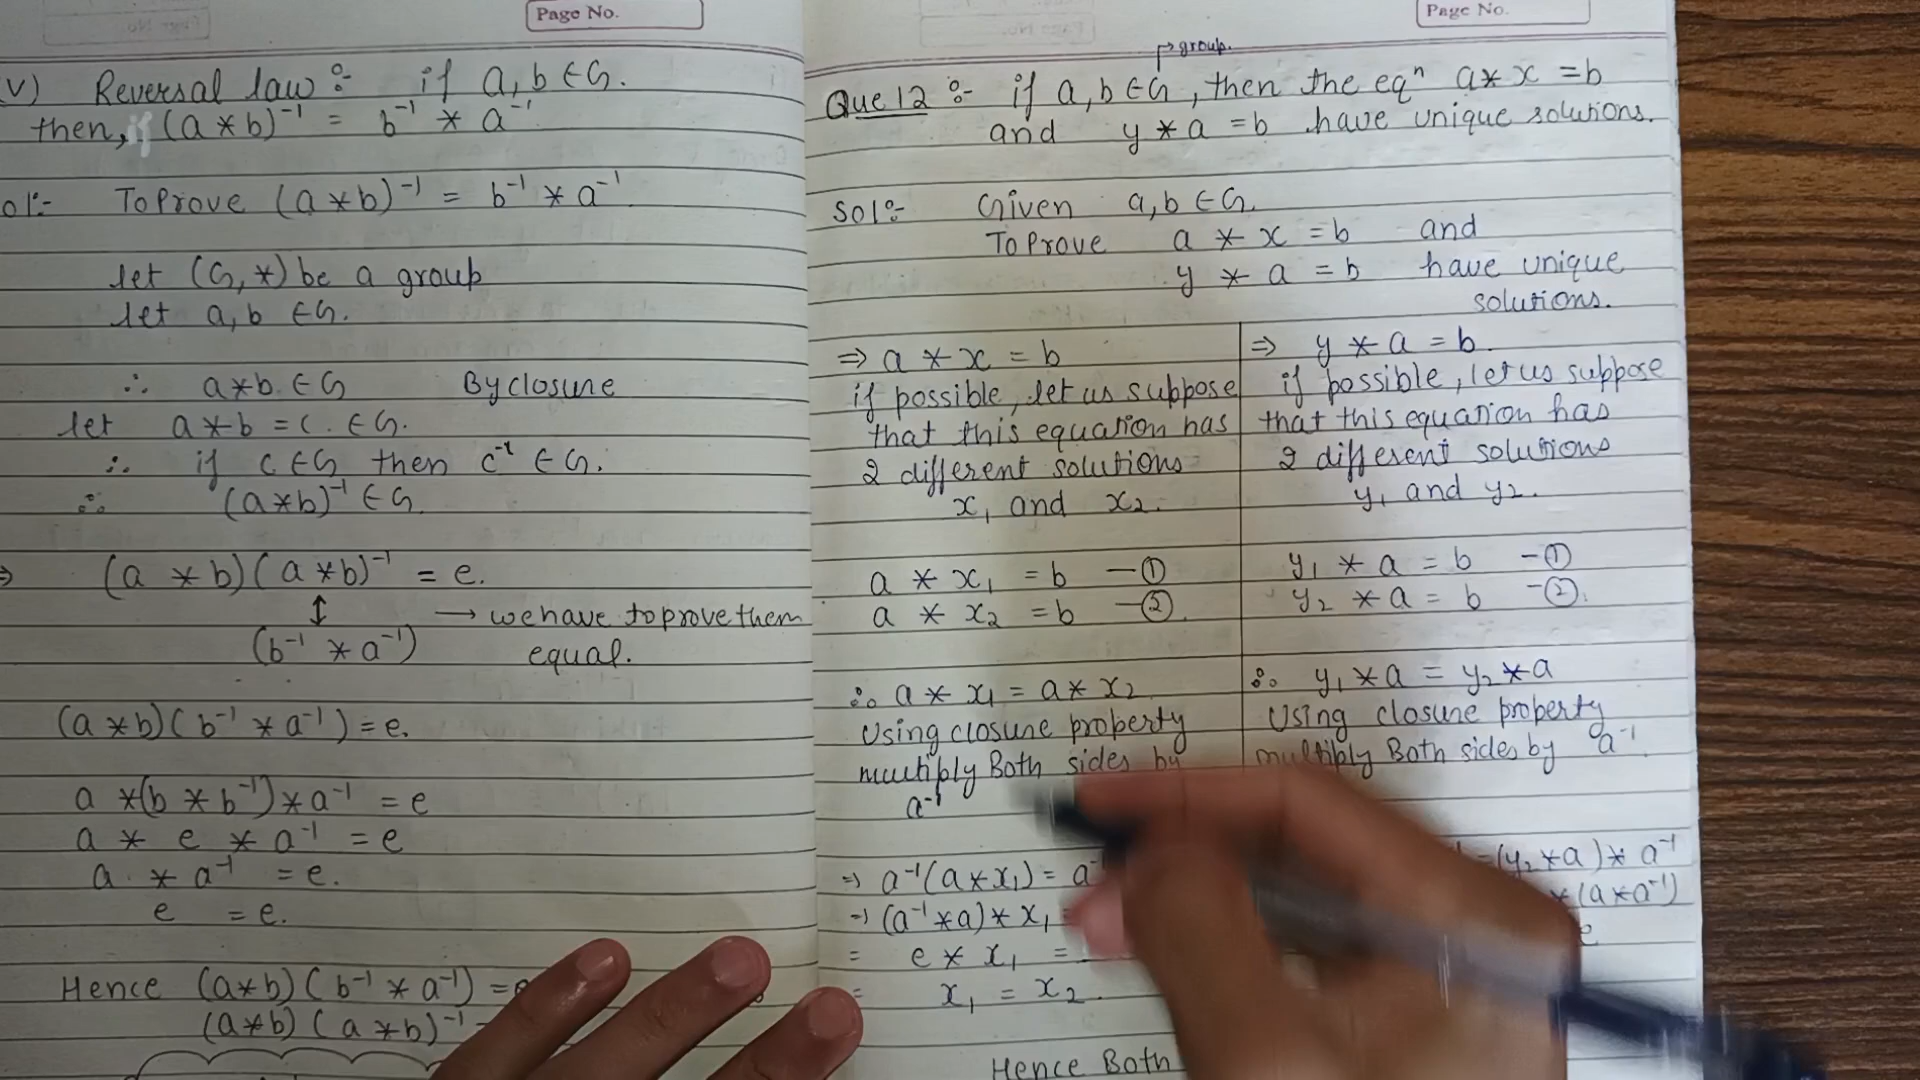 Page No.
V) Reversal law :- if a, b ∈ G.
then, if (a * b)⁻¹ = b⁻¹ * a⁻¹
ol:- To Prove (a * b)⁻¹ = b⁻¹ * a⁻¹
let (G, *) be a group
let a, b ∈ G.
∴ a * b ∈ G By closure
let a * b = c ∈ G.
∴ if c ∈ G then c⁻¹ ∈ G.
∴ (a * b)⁻¹ ∈ G
⇒ (a * b)(a * b)⁻¹ = e.
↕ → we have to prove them
(b⁻¹ * a⁻¹) equal.
(a * b)(b⁻¹ * a⁻¹) = e.
a * (b * b⁻¹) * a⁻¹ = e
a * e * a⁻¹ = e
a * a⁻¹ = e.
e = e.
Hence (a * b)(b⁻¹ * a⁻¹) = e
(a * b)(a * b)⁻¹
Page No.
→ group.
Que 12 :- if a, b ∈ G, then the eqⁿ a * x = b
and y * a = b have unique solutions.
Sol:- Given a, b ∈ G.
To Prove a * x = b and
y * a = b have unique
solutions.
⇒ a * x = b
if possible, let us suppose
that this equation has
2 different solutions
x₁ and x₂.
a * x₁ = b —①
a * x₂ = b —②.
∴ a * x₁ = a * x₂
Using closure property
multiply Both sides by
a⁻¹
⇒ a⁻¹(a * x₁) = a⁻
⇒ (a⁻¹ * a) * x₁ =
= e * x₁ =
= x₁ = x₂.
Hence Both
⇒ y * a = b.
if possible, let us suppose
that this equation has
2 different solutions
y₁ and y₂.
y₁ * a = b —①
y₂ * a = b —②.
∴ y₁ * a = y₂ * a
Using closure property
multiply Both sides by a⁻¹.
= (y₂ * a) * a⁻¹
* (a * a⁻¹)
e